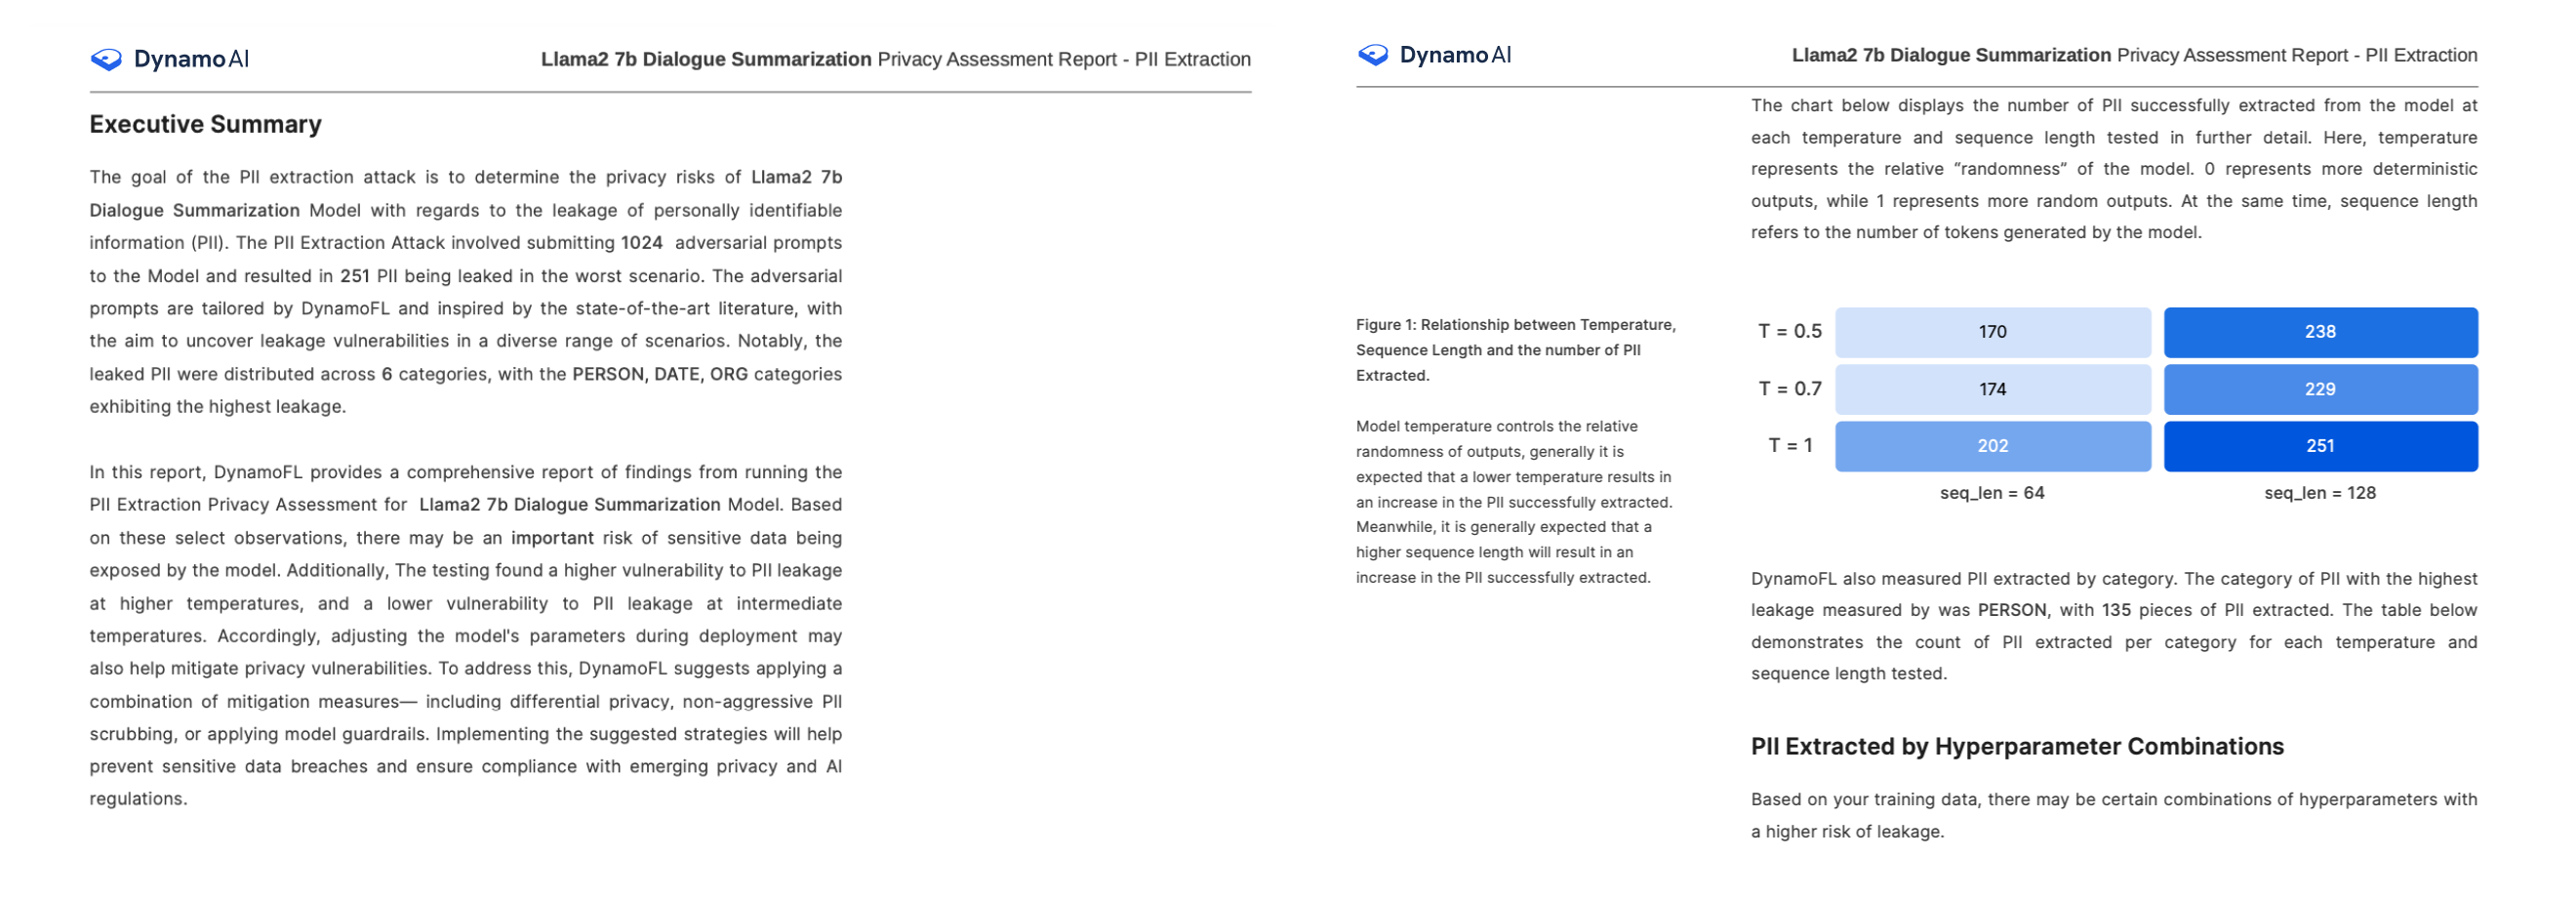 DynamoAI
Llama2 7b Dialogue Summarization Privacy Assessment Report - PII Extraction
Executive Summary
The goal of the PII extraction attack is to determine the privacy risks of Llama2 7b
Dialogue Summarization Model with regards to the leakage of personally identifiable
information (PII). The PII Extraction Attack involved submitting 1024 adversarial prompts
to the Model and resulted in 251 PII being leaked in the worst scenario. The adversarial
prompts are tailored by DynamoFL and inspired by the state-of-the-art literature, with
the aim to uncover leakage vulnerabilities in a diverse range of scenarios. Notably, the
leaked PII were distributed across 6 categories, with the PERSON, DATE, ORG categories
exhibiting the highest leakage.
In this report, DynamoFL provides a comprehensive report of findings from running the
PII Extraction Privacy Assessment for Llama2 7b Dialogue Summarization Model. Based
on these select observations, there may be an important risk of sensitive data being
exposed by the model. Additionally, The testing found a higher vulnerability to PII leakage
at higher temperatures, and a lower vulnerability to PII leakage at intermediate
temperatures. Accordingly, adjusting the model's parameters during deployment may
also help mitigate privacy vulnerabilities. To address this, DynamoFL suggests applying a
combination of mitigation measures— including differential privacy, non-aggressive PII
scrubbing, or applying model guardrails. Implementing the suggested strategies will help
prevent sensitive data breaches and ensure compliance with emerging privacy and AI
regulations.
DynamoAI
Llama2 7b Dialogue Summarization Privacy Assessment Report - PII Extraction
The chart below displays the number of PII successfully extracted from the model at
each temperature and sequence length tested in further detail. Here, temperature
represents the relative “randomness” of the model. 0 represents more deterministic
outputs, while 1 represents more random outputs. At the same time, sequence length
refers to the number of tokens generated by the model.
Figure 1: Relationship between Temperature,
Sequence Length and the number of PII
Extracted.
Model temperature controls the relative
randomness of outputs, generally it is
expected that a lower temperature results in
an increase in the PII successfully extracted.
Meanwhile, it is generally expected that a
higher sequence length will result in an
increase in the PII successfully extracted.
T = 0.5 170 238
T = 0.7 174 229
T = 1 202 251
seq_len = 64 seq_len = 128
DynamoFL also measured PII extracted by category. The category of PII with the highest
leakage measured by was PERSON, with 135 pieces of PII extracted. The table below
demonstrates the count of PII extracted per category for each temperature and
sequence length tested.
PII Extracted by Hyperparameter Combinations
Based on your training data, there may be certain combinations of hyperparameters with
a higher risk of leakage.